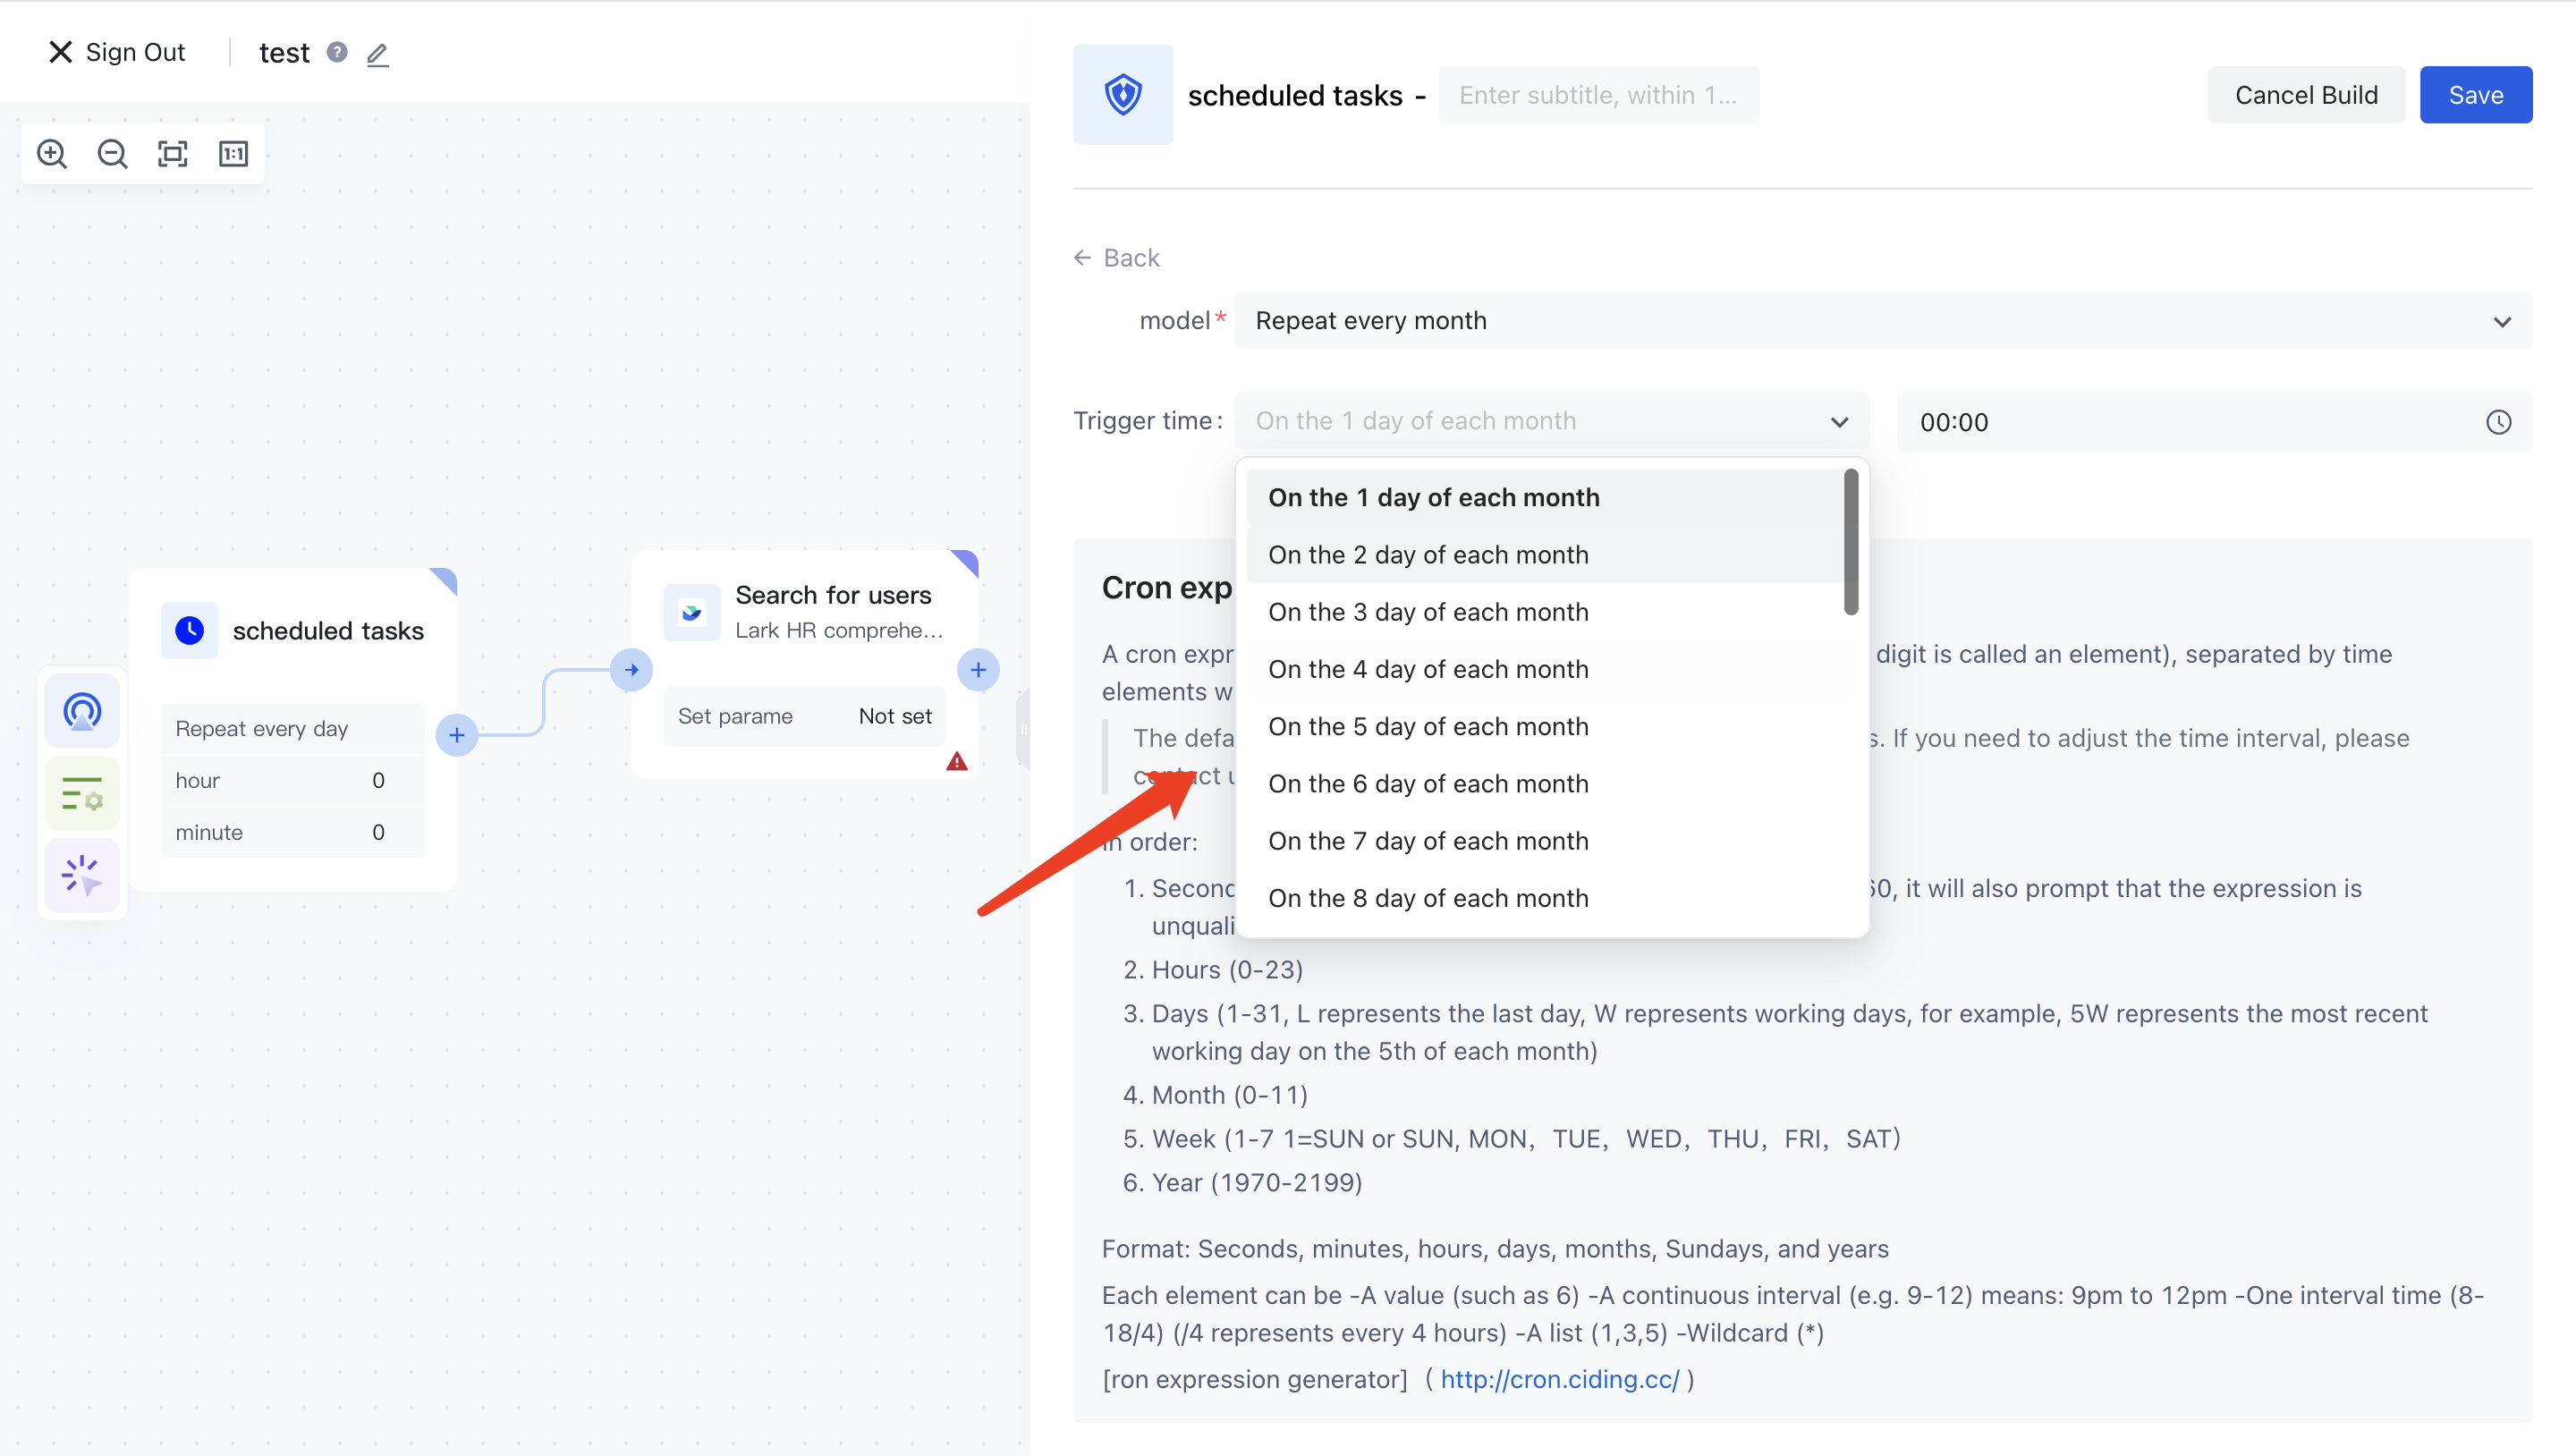 Sign Out
test
scheduled tasks -
Enter subtitle, within 1...
Cancel Build
Save
1:1
Back
model*
Repeat every month
Trigger time:
On the 1 day of each month
00:00
On the 1 day of each month
On the 2 day of each month
On the 3 day of each month
On the 4 day of each month
On the 5 day of each month
On the 6 day of each month
On the 7 day of each month
On the 8 day of each month
scheduled tasks
Repeat every day
hour 0
minute 0
Search for users
Lark HR comprehe...
Set parame Not set
Cron exp
A cron expr digit is called an element), separated by time
elements w
The defa s. If you need to adjust the time interval, please
contact u
In order:
1. Second 60, it will also prompt that the expression is
unquali
2. Hours (0-23)
3. Days (1-31, L represents the last day, W represents working days, for example, 5W represents the most recent
working day on the 5th of each month)
4. Month (0-11)
5. Week (1-7 1=SUN or SUN, MON，TUE，WED，THU，FRI，SAT)
6. Year (1970-2199)
Format: Seconds, minutes, hours, days, months, Sundays, and years
Each element can be -A value (such as 6) -A continuous interval (e.g. 9-12) means: 9pm to 12pm -One interval time (8-
18/4) (/4 represents every 4 hours) -A list (1,3,5) -Wildcard (*)
[ron expression generator]（http://cron.ciding.cc/）